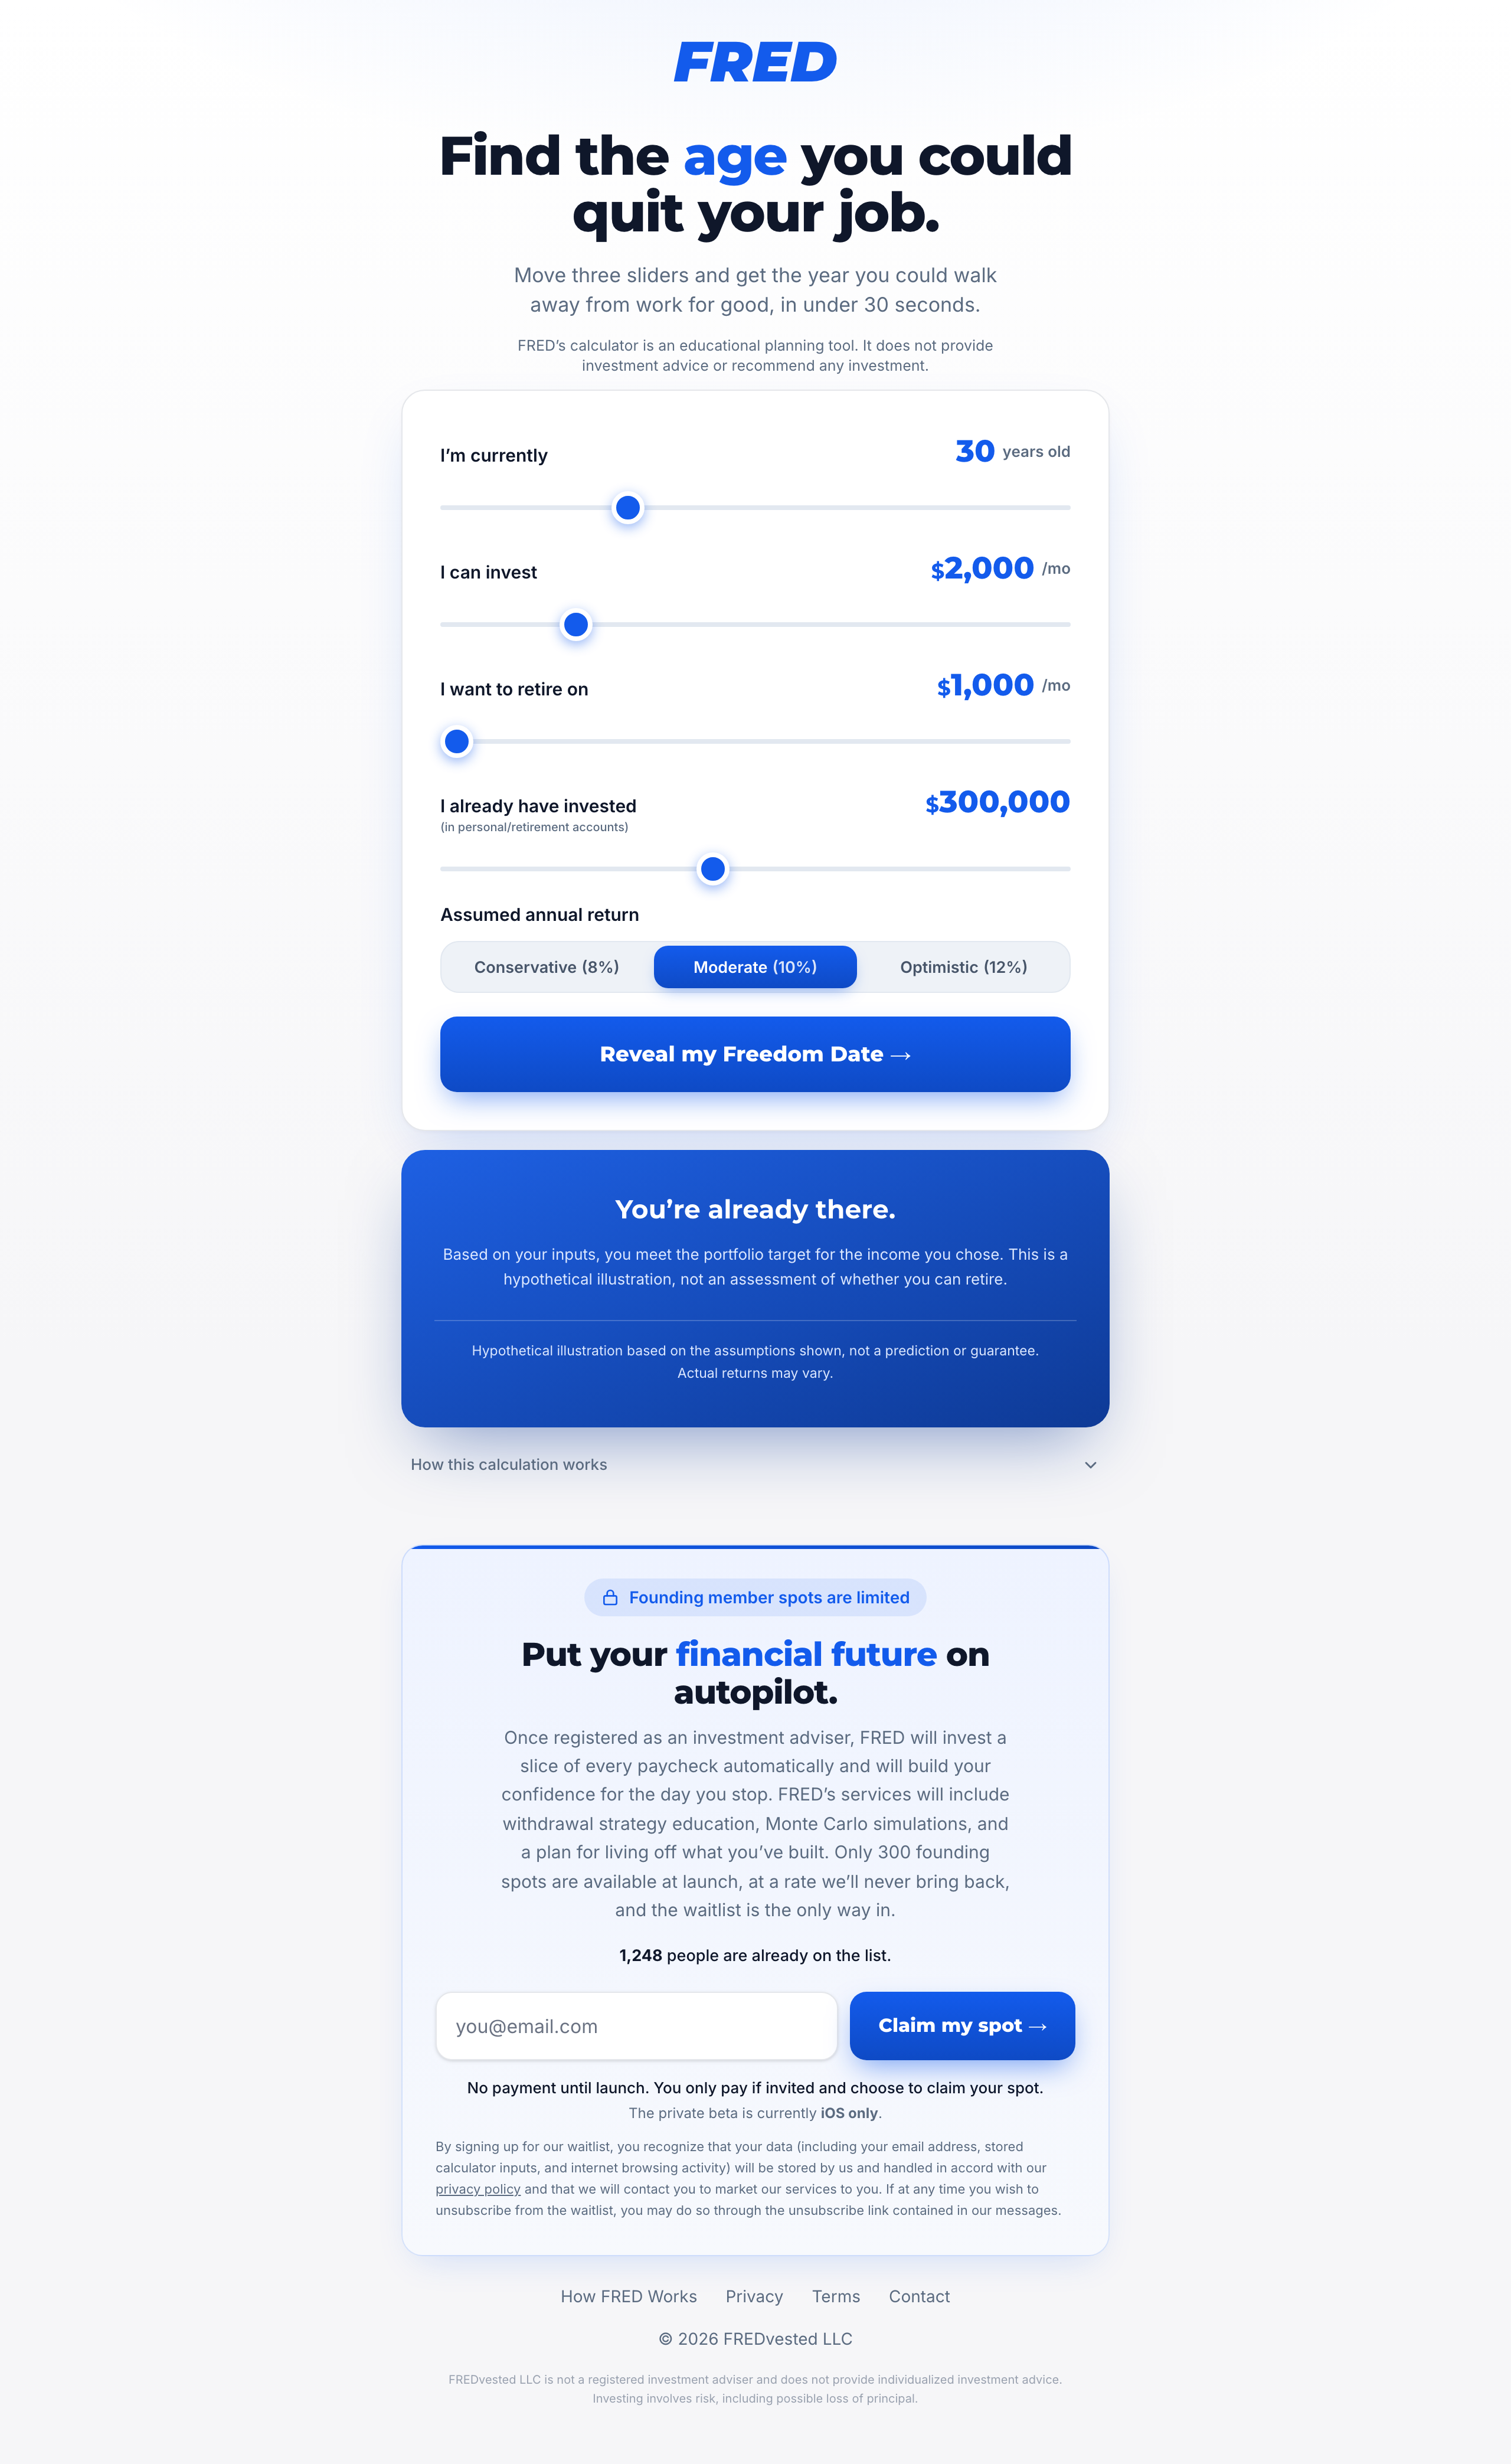 FRED
Find the age you could
quit your job.
Move three sliders and get the year you could walk
away from work for good, in under 30 seconds.
FRED’s calculator is an educational planning tool. It does not provide
investment advice or recommend any investment.
I’m currently
30 years old
I can invest
$2,000 /mo
I want to retire on
$1,000 /mo
I already have invested
$300,000
(in personal/retirement accounts)
Assumed annual return
Conservative (8%)
Moderate (10%)
Optimistic (12%)
Reveal my Freedom Date →
You’re already there.
Based on your inputs, you meet the portfolio target for the income you chose. This is a
hypothetical illustration, not an assessment of whether you can retire.
Hypothetical illustration based on the assumptions shown, not a prediction or guarantee.
Actual returns may vary.
How this calculation works
Founding member spots are limited
Put your financial future on
autopilot.
Once registered as an investment adviser, FRED will invest a
slice of every paycheck automatically and will build your
confidence for the day you stop. FRED’s services will include
withdrawal strategy education, Monte Carlo simulations, and
a plan for living off what you’ve built. Only 300 founding
spots are available at launch, at a rate we’ll never bring back,
and the waitlist is the only way in.
1,248 people are already on the list.
you@email.com
Claim my spot →
No payment until launch. You only pay if invited and choose to claim your spot.
The private beta is currently iOS only.
By signing up for our waitlist, you recognize that your data (including your email address, stored
calculator inputs, and internet browsing activity) will be stored by us and handled in accord with our
privacy policy and that we will contact you to market our services to you. If at any time you wish to
unsubscribe from the waitlist, you may do so through the unsubscribe link contained in our messages.
How FRED Works
Privacy
Terms
Contact
© 2026 FREDvested LLC
FREDvested LLC is not a registered investment adviser and does not provide individualized investment advice.
Investing involves risk, including possible loss of principal.